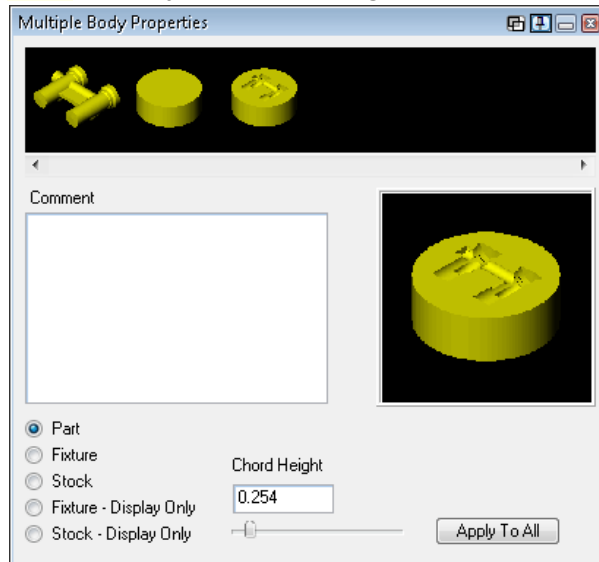 Multiple Body Properties
Comment
Part
Fixture
Stock
Fixture - Display Only
Stock - Display Only
Chord Height
0.254
Apply To All